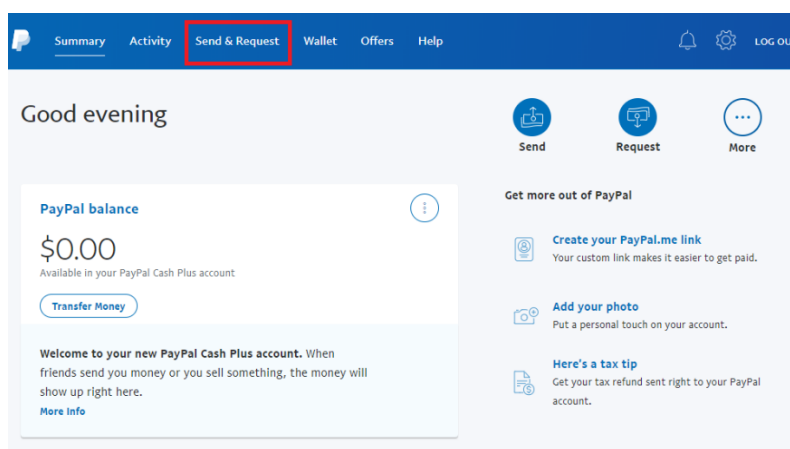 Summary Activity Send & Request Wallet Offers Help LOG OU
Good evening
Send Request More
PayPal balance
$0.00
Available in your PayPal Cash Plus account
Transfer Money
Welcome to your new PayPal Cash Plus account. When
friends send you money or you sell something, the money will
show up right here.
More Info
Get more out of PayPal
Create your PayPal.me link
Your custom link makes it easier to get paid.
Add your photo
Put a personal touch on your account.
Here's a tax tip
Get your tax refund sent right to your PayPal
account.